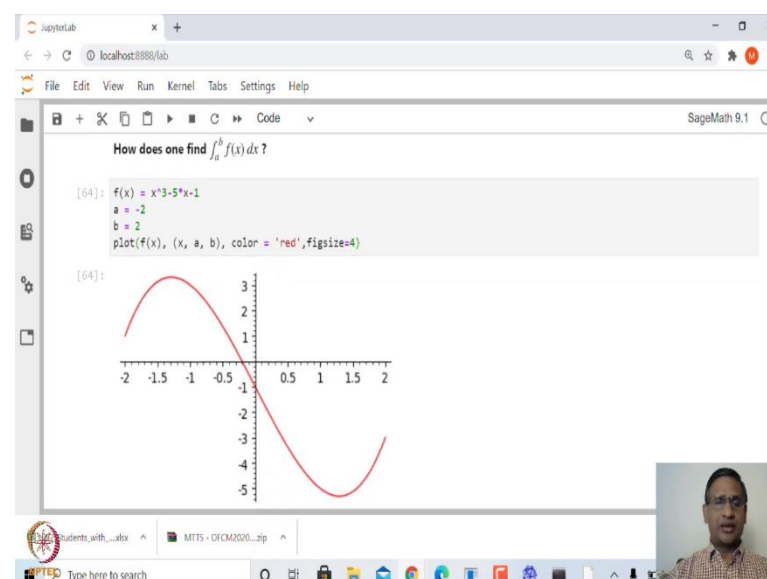 JupyterLab
localhost:8888/lab
M
File Edit View Run Kernel Tabs Settings Help
Code
SageMath 9.1
How does one find ∫_a^b f(x) dx ?
[64]: f(x) = x^3-5*x-1
a = -2
b = 2
plot(f(x), (x, a, b), color = 'red',figsize=4)
[64]:
3
2
1
-2 -1.5 -1 -0.5 0.5 1 1.5 2
-1
-2
-3
-4
-5
MTTS - OFCM2020...zip
NPTEL
Type here to search